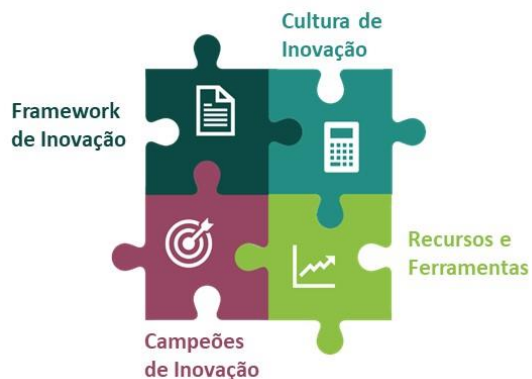 Cultura de
Inovação
Framework
de Inovação
Recursos e
Ferramentas
Campeões
de Inovação